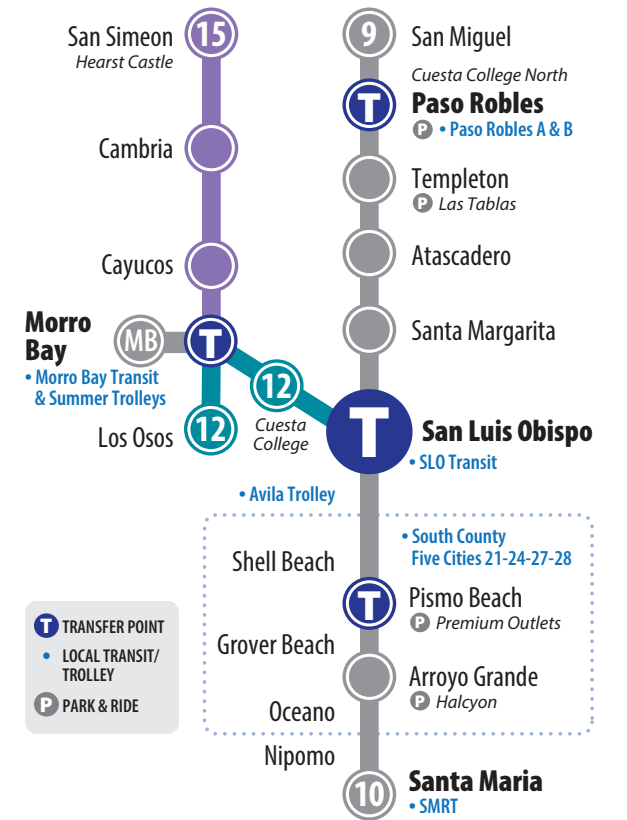 San Simeon
Hearst Castle
15
Cambria
Cayucos
Morro
Bay
MB
T
• Morro Bay Transit
& Summer Trolleys
12
Cuesta
College
Los Osos
12
9
San Miguel
Cuesta College North
T
Paso Robles
P • Paso Robles A & B
Templeton
P Las Tablas
Atascadero
Santa Margarita
T
San Luis Obispo
• SLO Transit
• Avila Trolley
• South County
Five Cities 21-24-27-28
Shell Beach
T
Pismo Beach
P Premium Outlets
Grover Beach
Arroyo Grande
P Halcyon
Oceano
Nipomo
10
Santa Maria
• SMRT
T TRANSFER POINT
• LOCAL TRANSIT/
TROLLEY
P PARK & RIDE